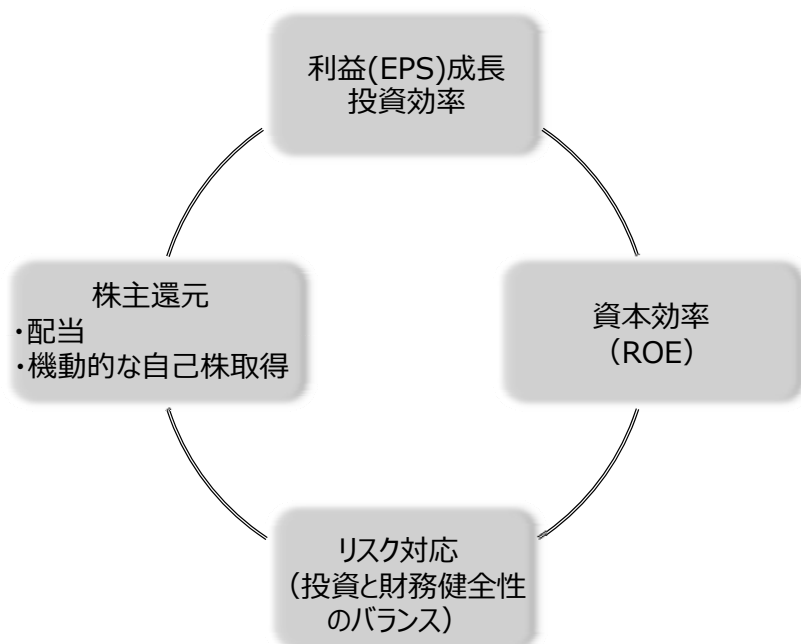 利益(EPS)成長
投資効率
株主還元
・配当
・機動的な自己株取得
資本効率
（ROE）
リスク対応
（投資と財務健全性
のバランス）